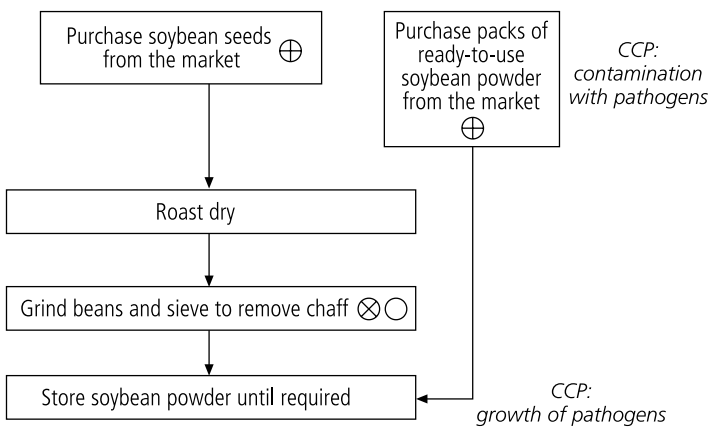 Purchase soybean seeds
from the market
Purchase packs of
ready-to-use
soybean powder
from the market
CCP:
contamination
with pathogens
Roast dry
Grind beans and sieve to remove chaff
Store soybean powder until required
CCP:
growth of pathogens